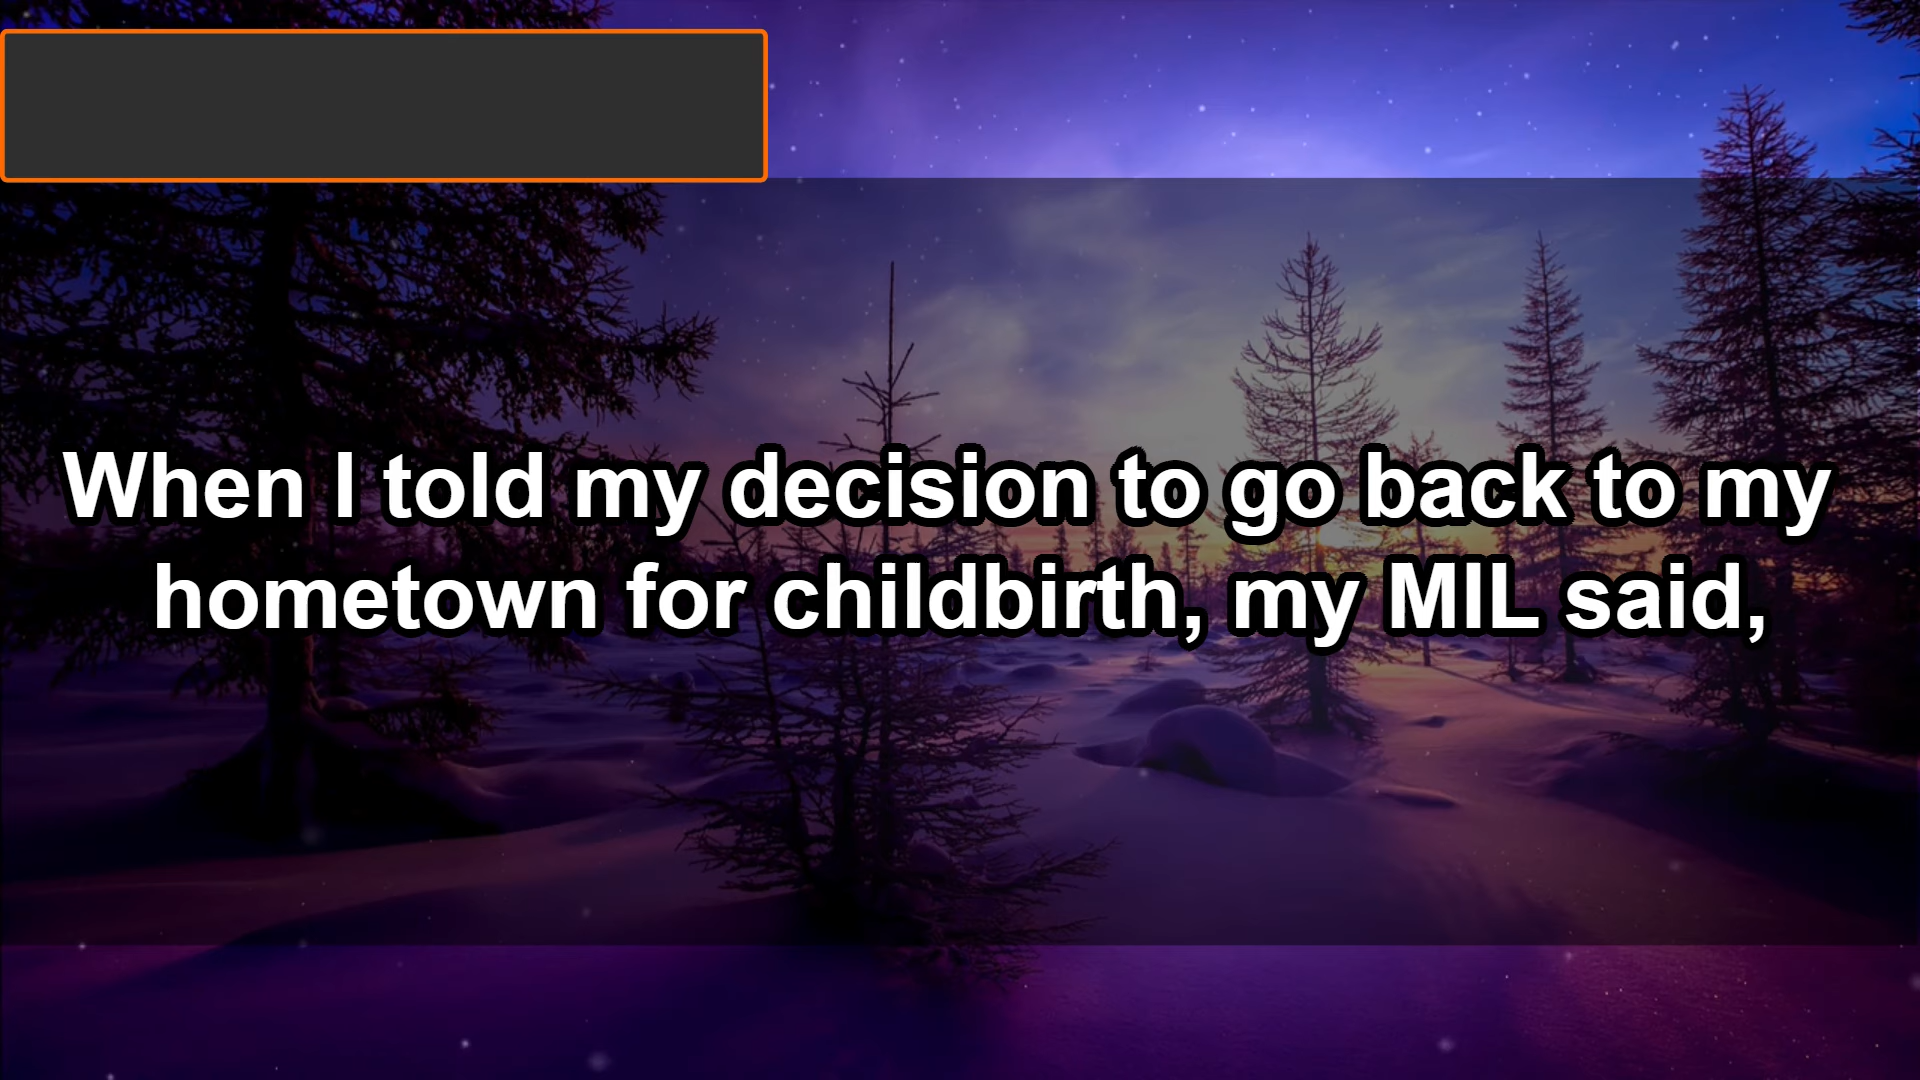 When I told my decision to go back to my
hometown for childbirth, my MIL said,